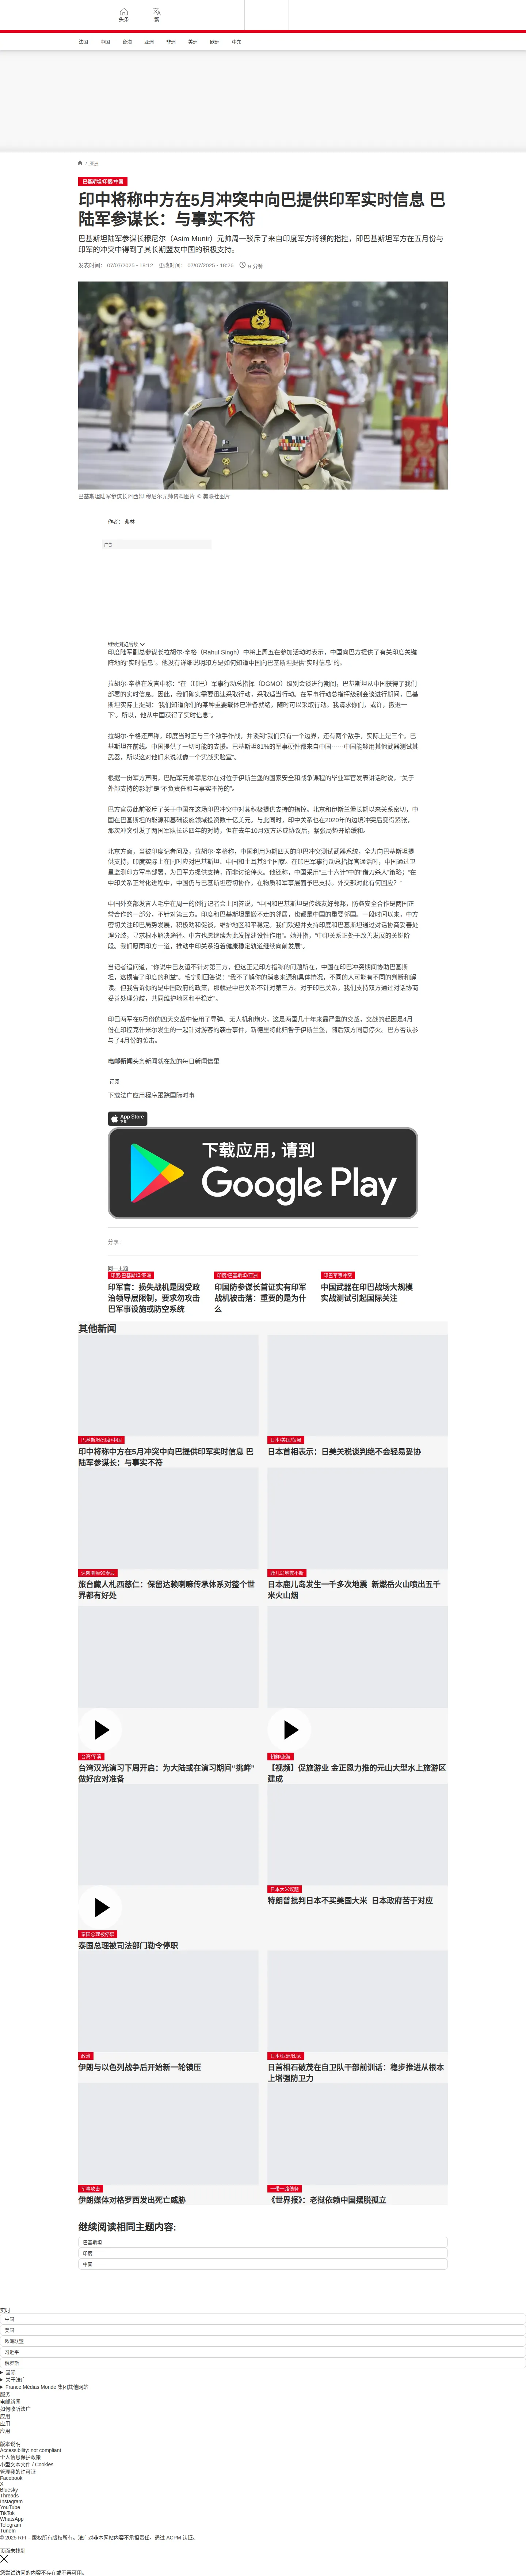 头条
繁
法国 中国 台海 亚洲 非洲 美洲 欧洲 中东
/ 亚洲
巴基斯坦/印度/中国
印中将称中方在5月冲突中向巴提供印军实时信息 巴
陆军参谋长：与事实不符
巴基斯坦陆军参谋长穆尼尔（Asim Munir）元帅周一驳斥了来自印度军方将领的指控，即巴基斯坦军方在五月份与
印军的冲突中得到了其长期盟友中国的积极支持。
发表时间： 07/07/2025 - 18:12 更改时间： 07/07/2025 - 18:26 9 分钟
巴基斯坦陆军参谋长阿西姆·穆尼尔元帅资料图片 © 美联社图片
作者： 弗林
广告
继续浏览后续
印度陆军副总参谋长拉胡尔·辛格（Rahul Singh）中将上周五在参加活动时表示，中国向巴方提供了有关印度关键
阵地的“实时信息”。他没有详细说明印方是如何知道中国向巴基斯坦提供“实时信息”的。
拉胡尔·辛格在发言中称：“在（印巴）军事行动总指挥（DGMO）级别会谈进行期间，巴基斯坦从中国获得了我们
部署的实时信息。因此，我们确实需要迅速采取行动，采取适当行动。在军事行动总指挥级别会谈进行期间，巴基
斯坦实际上提到：‘我们知道你们的某种重要载体已准备就绪，随时可以采取行动。我请求你们，或许，撤退一
下’。所以，他从中国获得了实时信息”。
拉胡尔·辛格还声称，印度当时正与三个敌手作战，并谈到“我们只有一个边界，还有两个敌手，实际上是三个。巴
基斯坦在前线。中国提供了一切可能的支援。巴基斯坦81%的军事硬件都来自中国······中国能够用其他武器测试其
武器，所以这对他们来说就像一个实战实验室”。
根据一份军方声明，巴陆军元帅穆尼尔在对位于伊斯兰堡的国家安全和战争课程的毕业军官发表讲话时说，“关于
外部支持的影射”是“不负责任和与事实不符的”。
巴方官员此前驳斥了关于中国在这场印巴冲突中对其积极提供支持的指控。北京和伊斯兰堡长期以来关系密切，中
国在巴基斯坦的能源和基础设施领域投资数十亿美元。与此同时，印中关系也在2020年的边境冲突后变得紧张，
那次冲突引发了两国军队长达四年的对峙，但在去年10月双方达成协议后，紧张局势开始缓和。
北京方面，当被印度记者问及，拉胡尔·辛格称，中国利用为期四天的印巴冲突测试武器系统，全力向巴基斯坦提
供支持，印度实际上在同时应对巴基斯坦、中国和土耳其3个国家。在印巴军事行动总指挥官通话时，中国通过卫
星监测印方军事部署，为巴军方提供支持，而非讨论停火。他还称，中国采用“三十六计”中的“借刀杀人”策略；“在
中印关系正常化进程中，中国仍与巴基斯坦密切协作，在物质和军事层面予巴支持。外交部对此有何回应？”
中国外交部发言人毛宁在周一的例行记者会上回答说，“中国和巴基斯坦是传统友好邻邦，防务安全合作是两国正
常合作的一部分，不针对第三方。印度和巴基斯坦是搬不走的邻居，也都是中国的重要邻国。一段时间以来，中方
密切关注印巴局势发展，积极劝和促谈，维护地区和平稳定。我们欢迎并支持印度和巴基斯坦通过对话协商妥善处
理分歧，寻求根本解决途径。中方也愿继续为此发挥建设性作用”。她并指，“中印关系正处于改善发展的关键阶
段。我们愿同印方一道，推动中印关系沿着健康稳定轨道继续向前发展”。
当记者追问道，“你说中巴友谊不针对第三方，但这正是印方指称的问题所在，中国在印巴冲突期间协助巴基斯
坦，这损害了印度的利益”。毛宁则回答说：“我不了解你的消息来源和具体情况，不同的人可能有不同的判断和解
读。但我告诉你的是中国政府的政策，那就是中巴关系不针对第三方。对于印巴关系，我们支持双方通过对话协商
妥善处理分歧，共同维护地区和平稳定”。
印巴两军在5月份的四天交战中使用了导弹、无人机和炮火，这是两国几十年来最严重的交战，交战的起因是4月
份在印控克什米尔发生的一起针对游客的袭击事件，新德里将此归咎于伊斯兰堡，随后双方同意停火。巴方否认参
与了4月份的袭击。
电邮新闻头条新闻就在您的每日新闻信里
订阅
下载法广应用程序跟踪国际时事
App Store
下载
下载应用，请到
Google Play
分享 :
同一主题
印度/巴基斯坦/亚洲
印军官：损失战机是因受政
治领导层限制，要求勿攻击
巴军事设施或防空系统
印度/巴基斯坦/亚洲
印国防参谋长首证实有印军
战机被击落：重要的是为什
么
印巴军事冲突
中国武器在印巴战场大规模
实战测试引起国际关注
其他新闻
巴基斯坦/印度/中国
印中将称中方在5月冲突中向巴提供印军实时信息 巴
陆军参谋长：与事实不符
日本/美国/贸易
日本首相表示：日美关税谈判绝不会轻易妥协
达赖喇嘛90寿辰
旅台藏人札西慈仁：保留达赖喇嘛传承体系对整个世
界都有好处
鹿儿岛地震不断
日本鹿儿岛发生一千多次地震 新燃岳火山喷出五千
米火山烟
台湾/军演
台湾汉光演习下周开启：为大陆或在演习期间“挑衅”
做好应对准备
朝鲜/旅游
【视频】促旅游业 金正恩力推的元山大型水上旅游区
建成
泰国总理被停职
泰国总理被司法部门勒令停职
日本大米议题
特朗普批判日本不买美国大米 日本政府苦于对应
政治
伊朗与以色列战争后开始新一轮镇压
日本/亚洲/印太
日首相石破茂在自卫队干部前训话：稳步推进从根本
上增强防卫力
军事攻击
伊朗媒体对格罗西发出死亡威胁
一带一路债务
《世界报》：老挝依赖中国摆脱孤立
继续阅读相同主题内容:
巴基斯坦
印度
中国
实时
中国
美国
欧洲联盟
习近平
俄罗斯
国际
关于法广
France Médias Monde 集团其他网站
服务
电邮新闻
如何收听法广
应用
应用
应用
版本说明
Accessibility: not compliant
个人信息保护政策
小型文本文件 / Cookies
管理我的许可证
Facebook
X
Bluesky
Threads
Instagram
YouTube
TikTok
WhatsApp
Telegram
TuneIn
© 2025 RFI – 版权所有版权所有。法广对非本网站内容不承担责任。通过 ACPM 认证。
页面未找到
您尝试访问的内容不存在或不再可用。